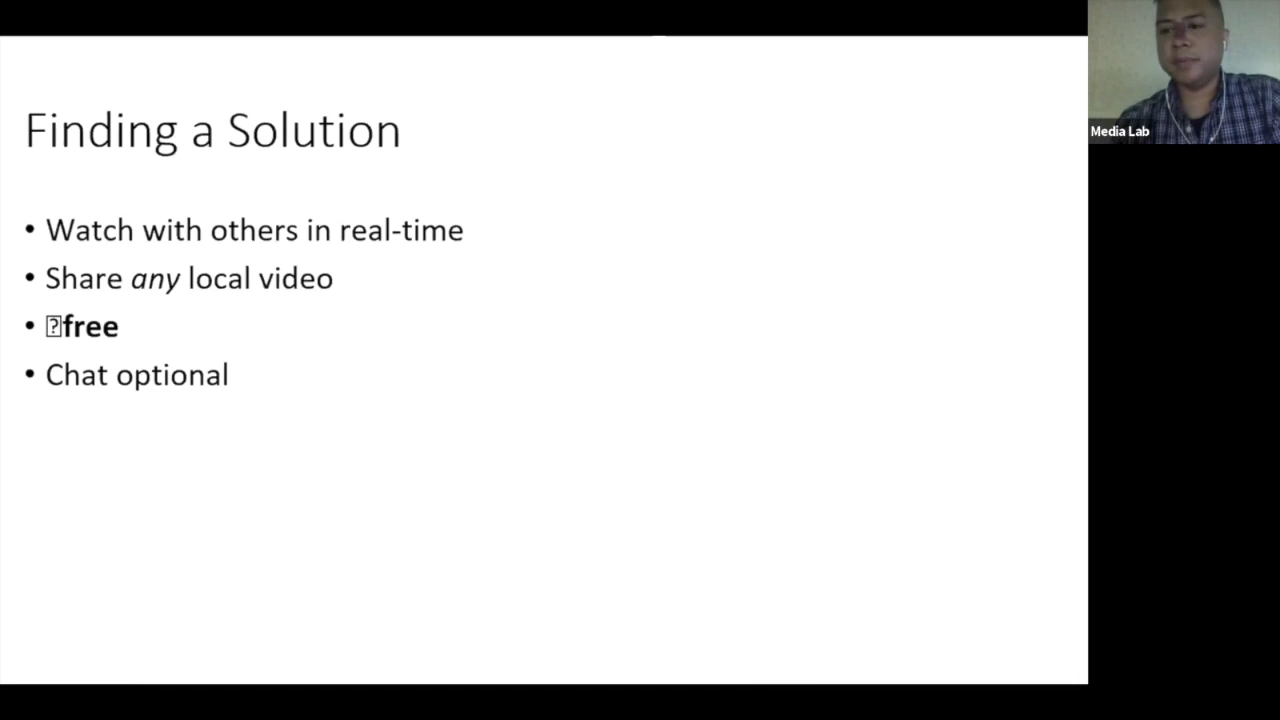 Finding a Solution
• Watch with others in real-time
• Share any local video
• free
• Chat optional
Media Lab